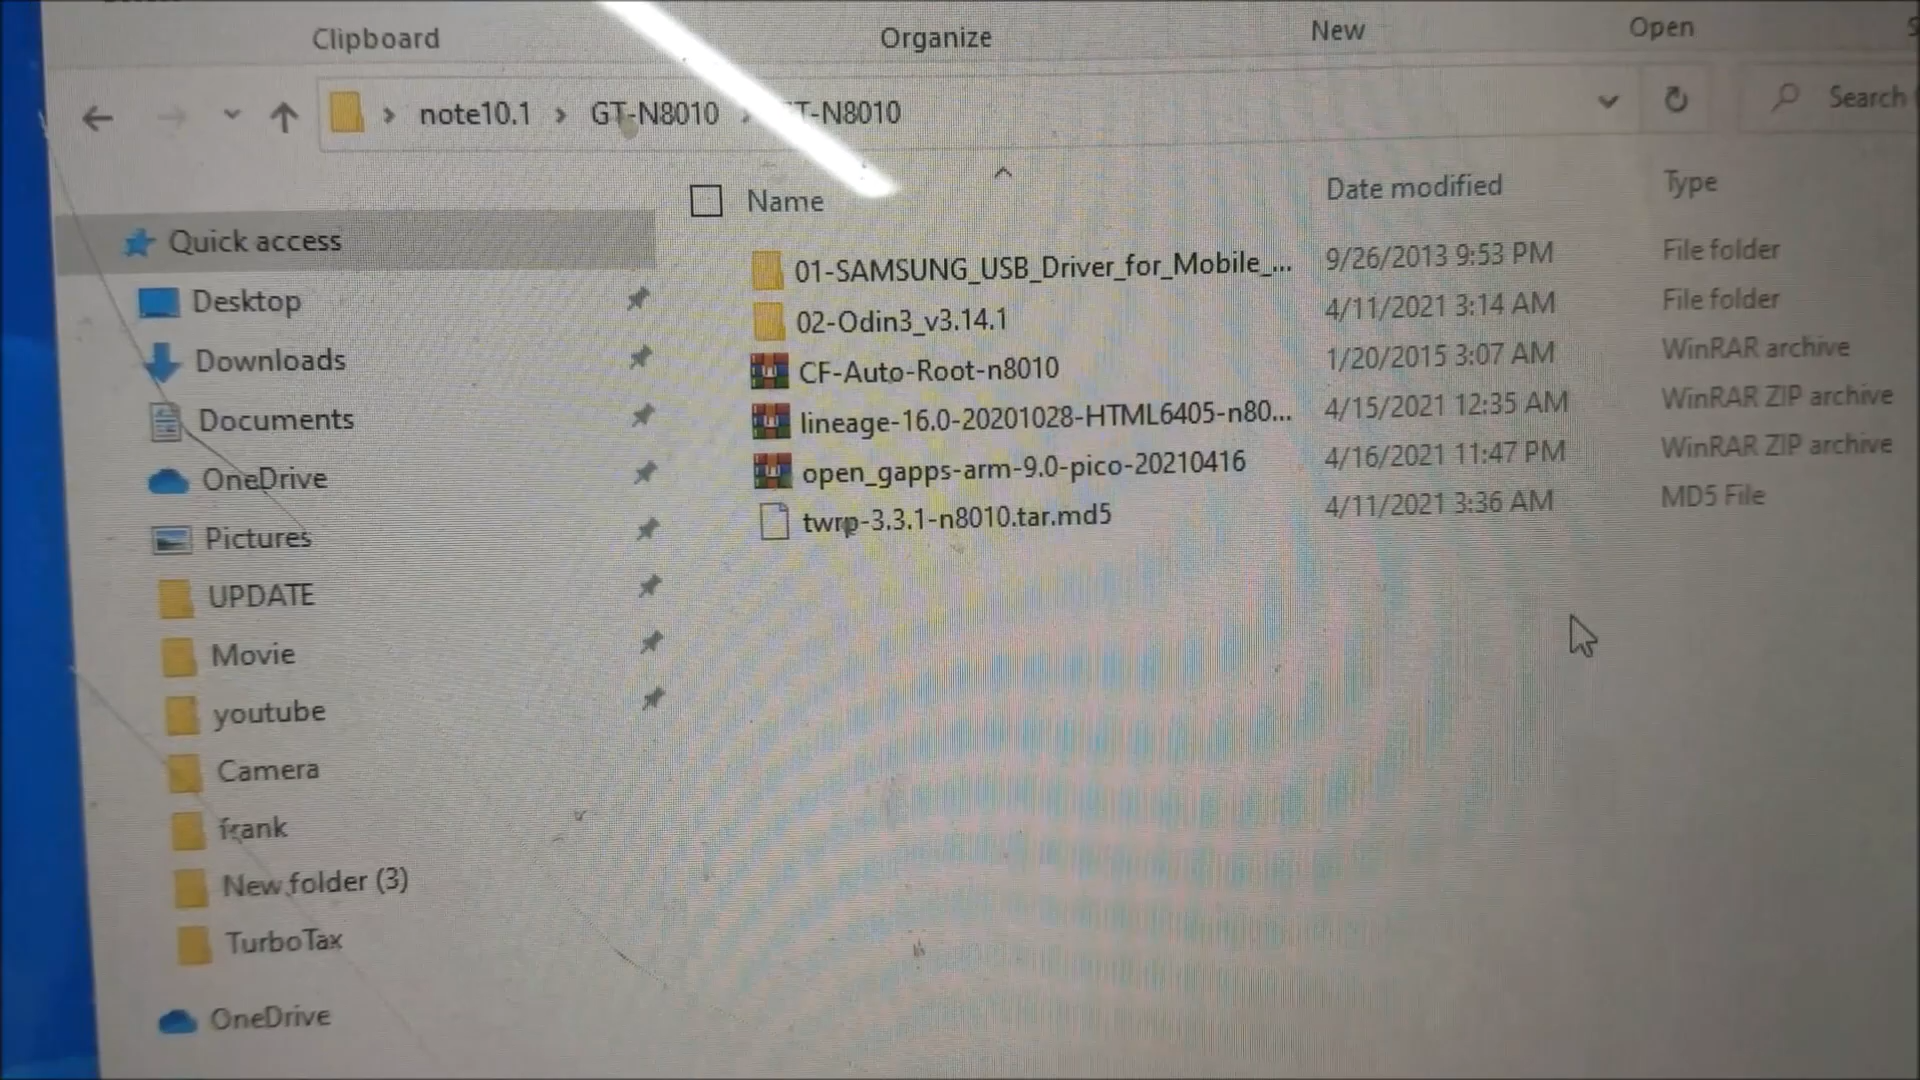 Clipboard
Organize
New
Open
note10.1 > GT-N8010 > T-N8010
Search
Name
Date modified
Type
Quick access
Desktop
Downloads
Documents
OneDrive
Pictures
UPDATE
Movie
youtube
Camera
frank
New folder (3)
TurboTax
OneDrive
01-SAMSUNG_USB_Driver_for_Mobile_... 9/26/2013 9:53 PM File folder
02-Odin3_v3.14.1 4/11/2021 3:14 AM File folder
CF-Auto-Root-n8010 1/20/2015 3:07 AM WinRAR archive
lineage-16.0-20201028-HTML6405-n80... 4/15/2021 12:35 AM WinRAR ZIP archive
open_gapps-arm-9.0-pico-20210416 4/16/2021 11:47 PM WinRAR ZIP archive
twrp-3.3.1-n8010.tar.md5 4/11/2021 3:36 AM MD5 File